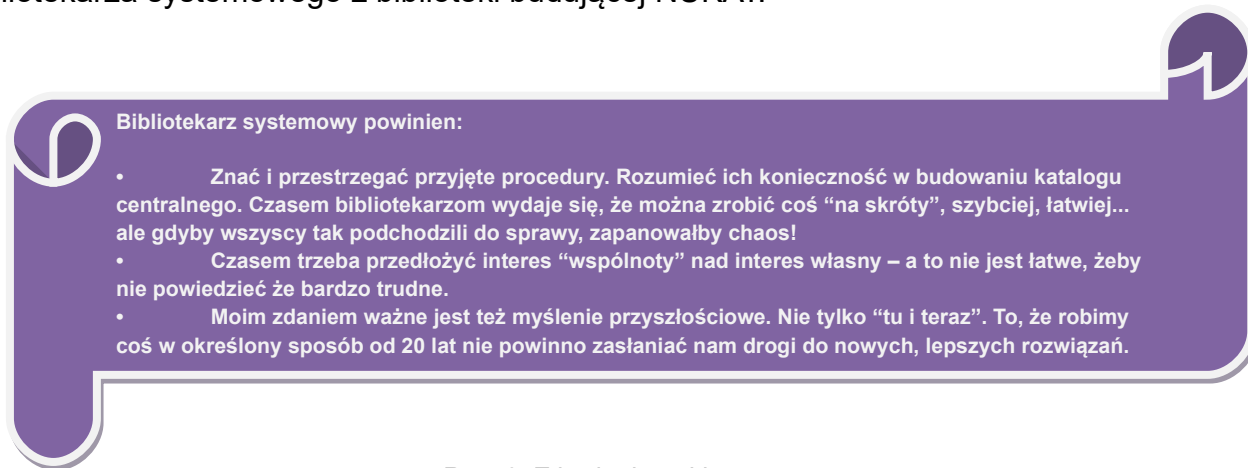 systemowego z biblioteki budującej
Bibliotekarz systemowy powinien:
• Znać i przestrzegać przyjęte procedury. Rozumieć ich konieczność w budowaniu katalogu
centralnego. Czasem bibliotekarzom wydaje się, że można zrobić coś “na skróty”, szybciej, łatwiej...
ale gdyby wszyscy tak podchodzili do sprawy, zapanowałby chaos!
• Czasem trzeba przedłożyć interes “wspólnoty” nad interes własny – a to nie jest łatwe, żeby
nie powiedzieć że bardzo trudne.
• Moim zdaniem ważne jest też myślenie przyszłościowe. Nie tylko “tu i teraz”. To, że robimy
coś w określony sposób od 20 lat nie powinno zasłaniać nam drogi do nowych, lepszych rozwiązań.